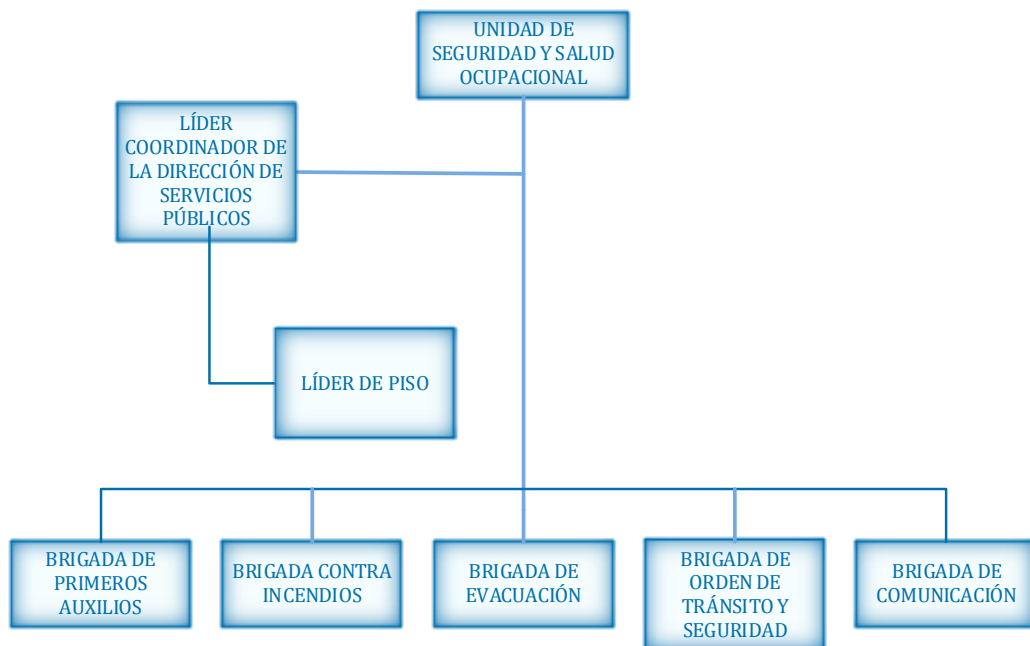 UNIDAD DE
SEGURIDAD Y SALUD
OCUPACIONAL
LÍDER
COORDINADOR DE
LA DIRECCIÓN DE
SERVICIOS
PÚBLICOS
LÍDER DE PISO
BRIGADA DE
PRIMEROS
AUXILIOS
BRIGADA CONTRA
INCENDIOS
BRIGADA DE
EVACUACIÓN
BRIGADA DE
ORDEN DE
TRÁNSITO Y
SEGURIDAD
BRIGADA DE
COMUNICACIÓN